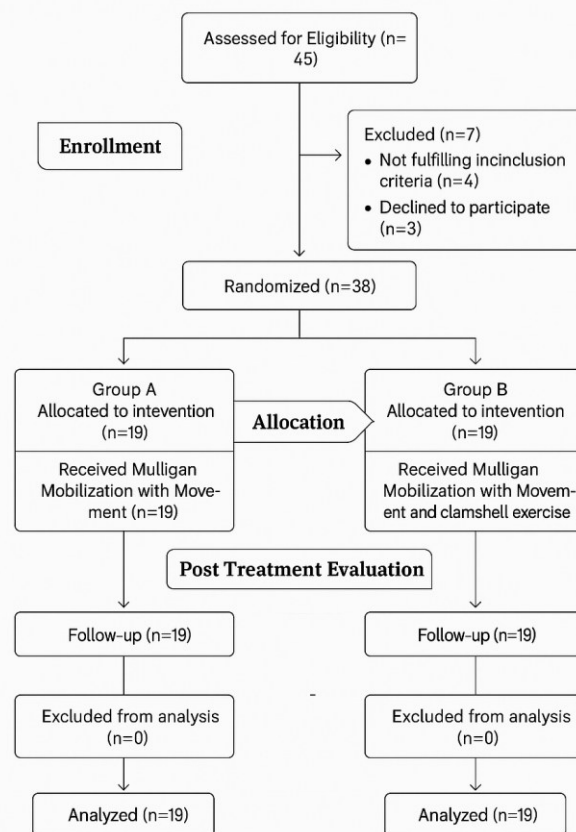 Assessed for Eligibility (n=
45)
Enrollment
Excluded (n=7)
• Not fulfilling incinclusion
criteria (n=4)
• Declined to participate
(n=3)
Randomized (n=38)
Group A
Allocated to intevention
(n=19)
Allocation
Group B
Allocated to intevention
(n=19)
Received Mulligan
Mobilization with Move-
ment (n=19)
Received Mulligan
Mobilization with Movem-
ent and clamshell exercise
Post Treatment Evaluation
Follow-up (n=19)
Follow-up (n=19)
Excluded from analysis
(n=0)
Excluded from analysis
(n=0)
Analyzed (n=19)
Analyzed (n=19)